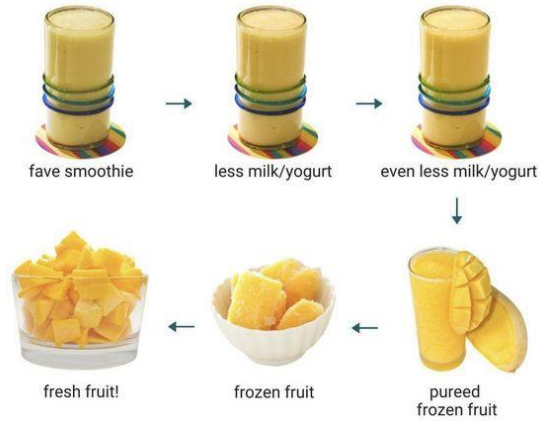 fave smoothie
less milk/yogurt
even less milk/yogurt
pureed
frozen fruit
frozen fruit
fresh fruit!